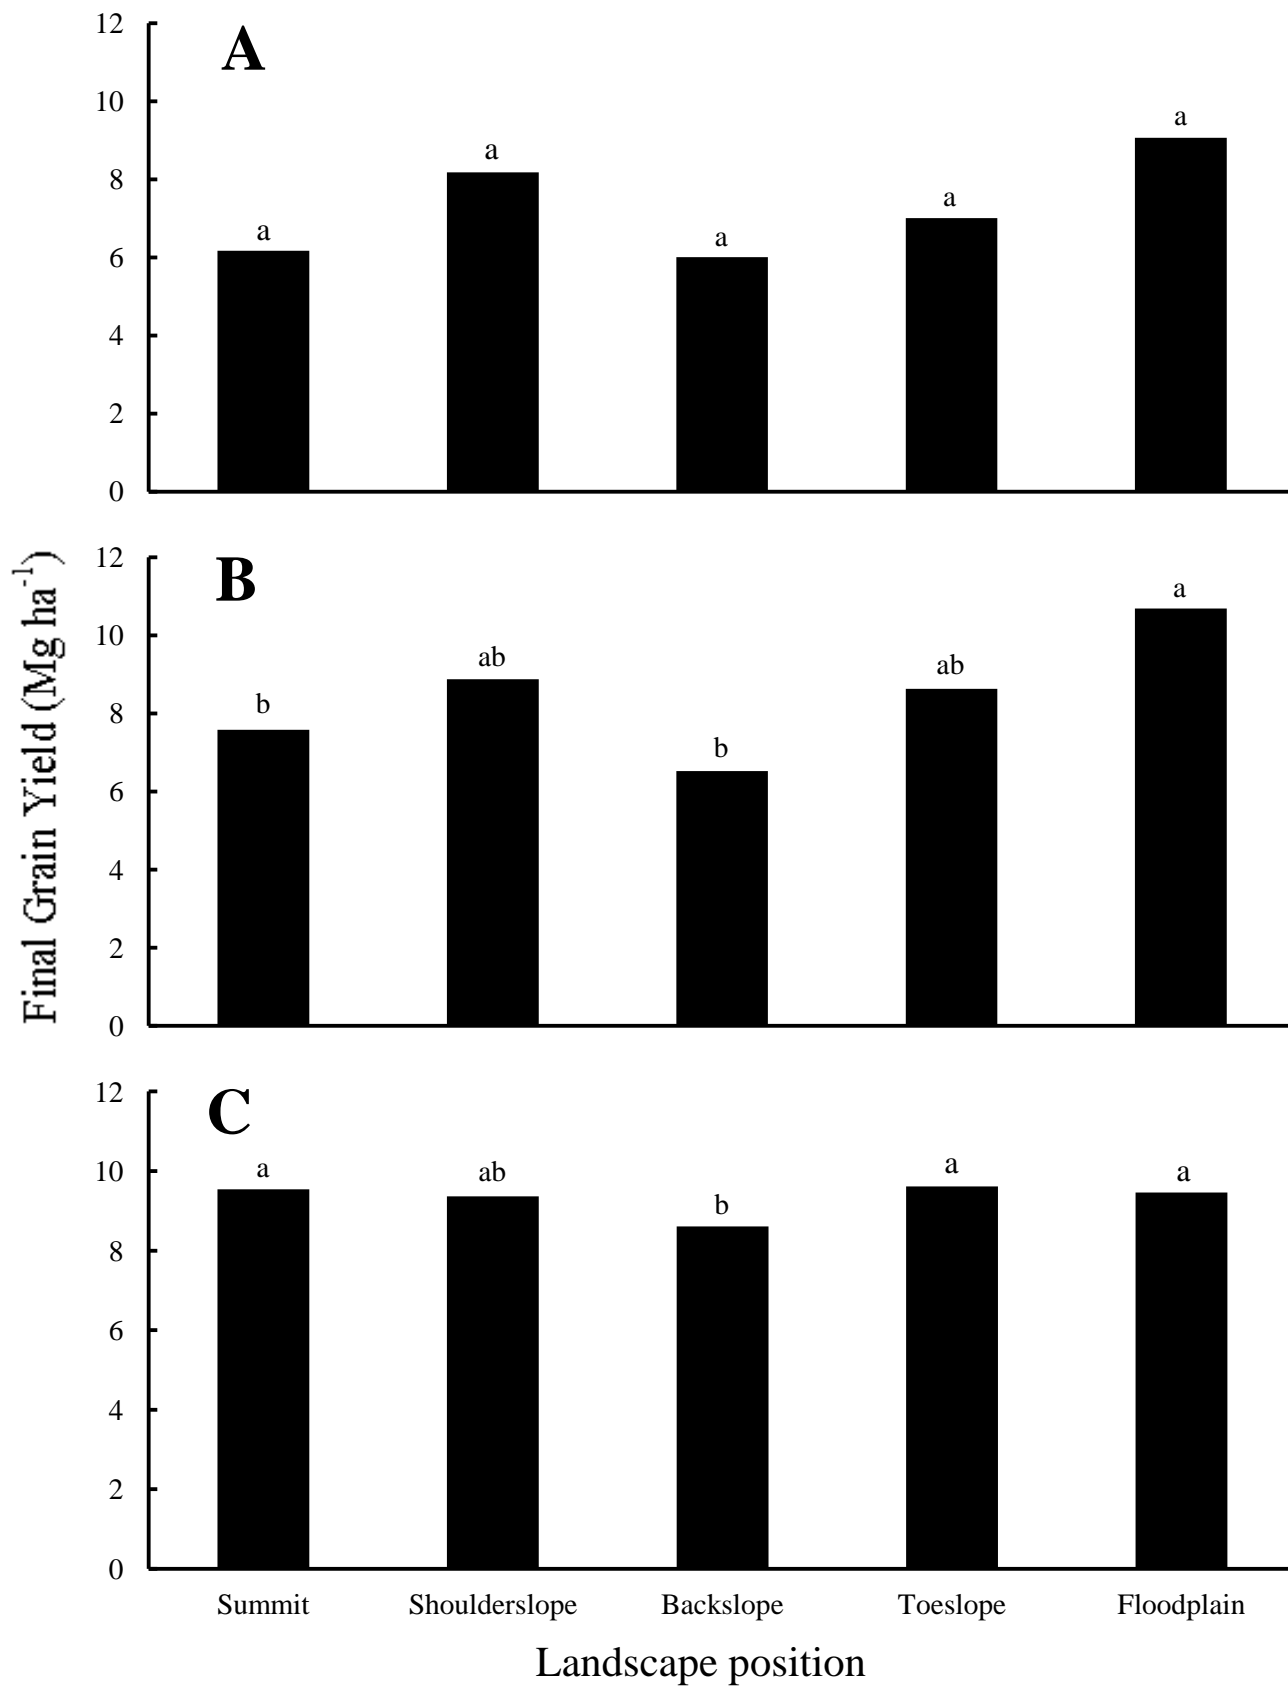 12
A
10
8
6
4
2
0
a
a
a
a
a
Final Grain Yield (Mg ha⁻¹)
12
B
10
8
6
4
2
0
b
ab
b
ab
a
12
C
10
8
6
4
2
0
a
ab
b
a
a
Summit Shoulderslope Backslope Toeslope Floodplain
Landscape position